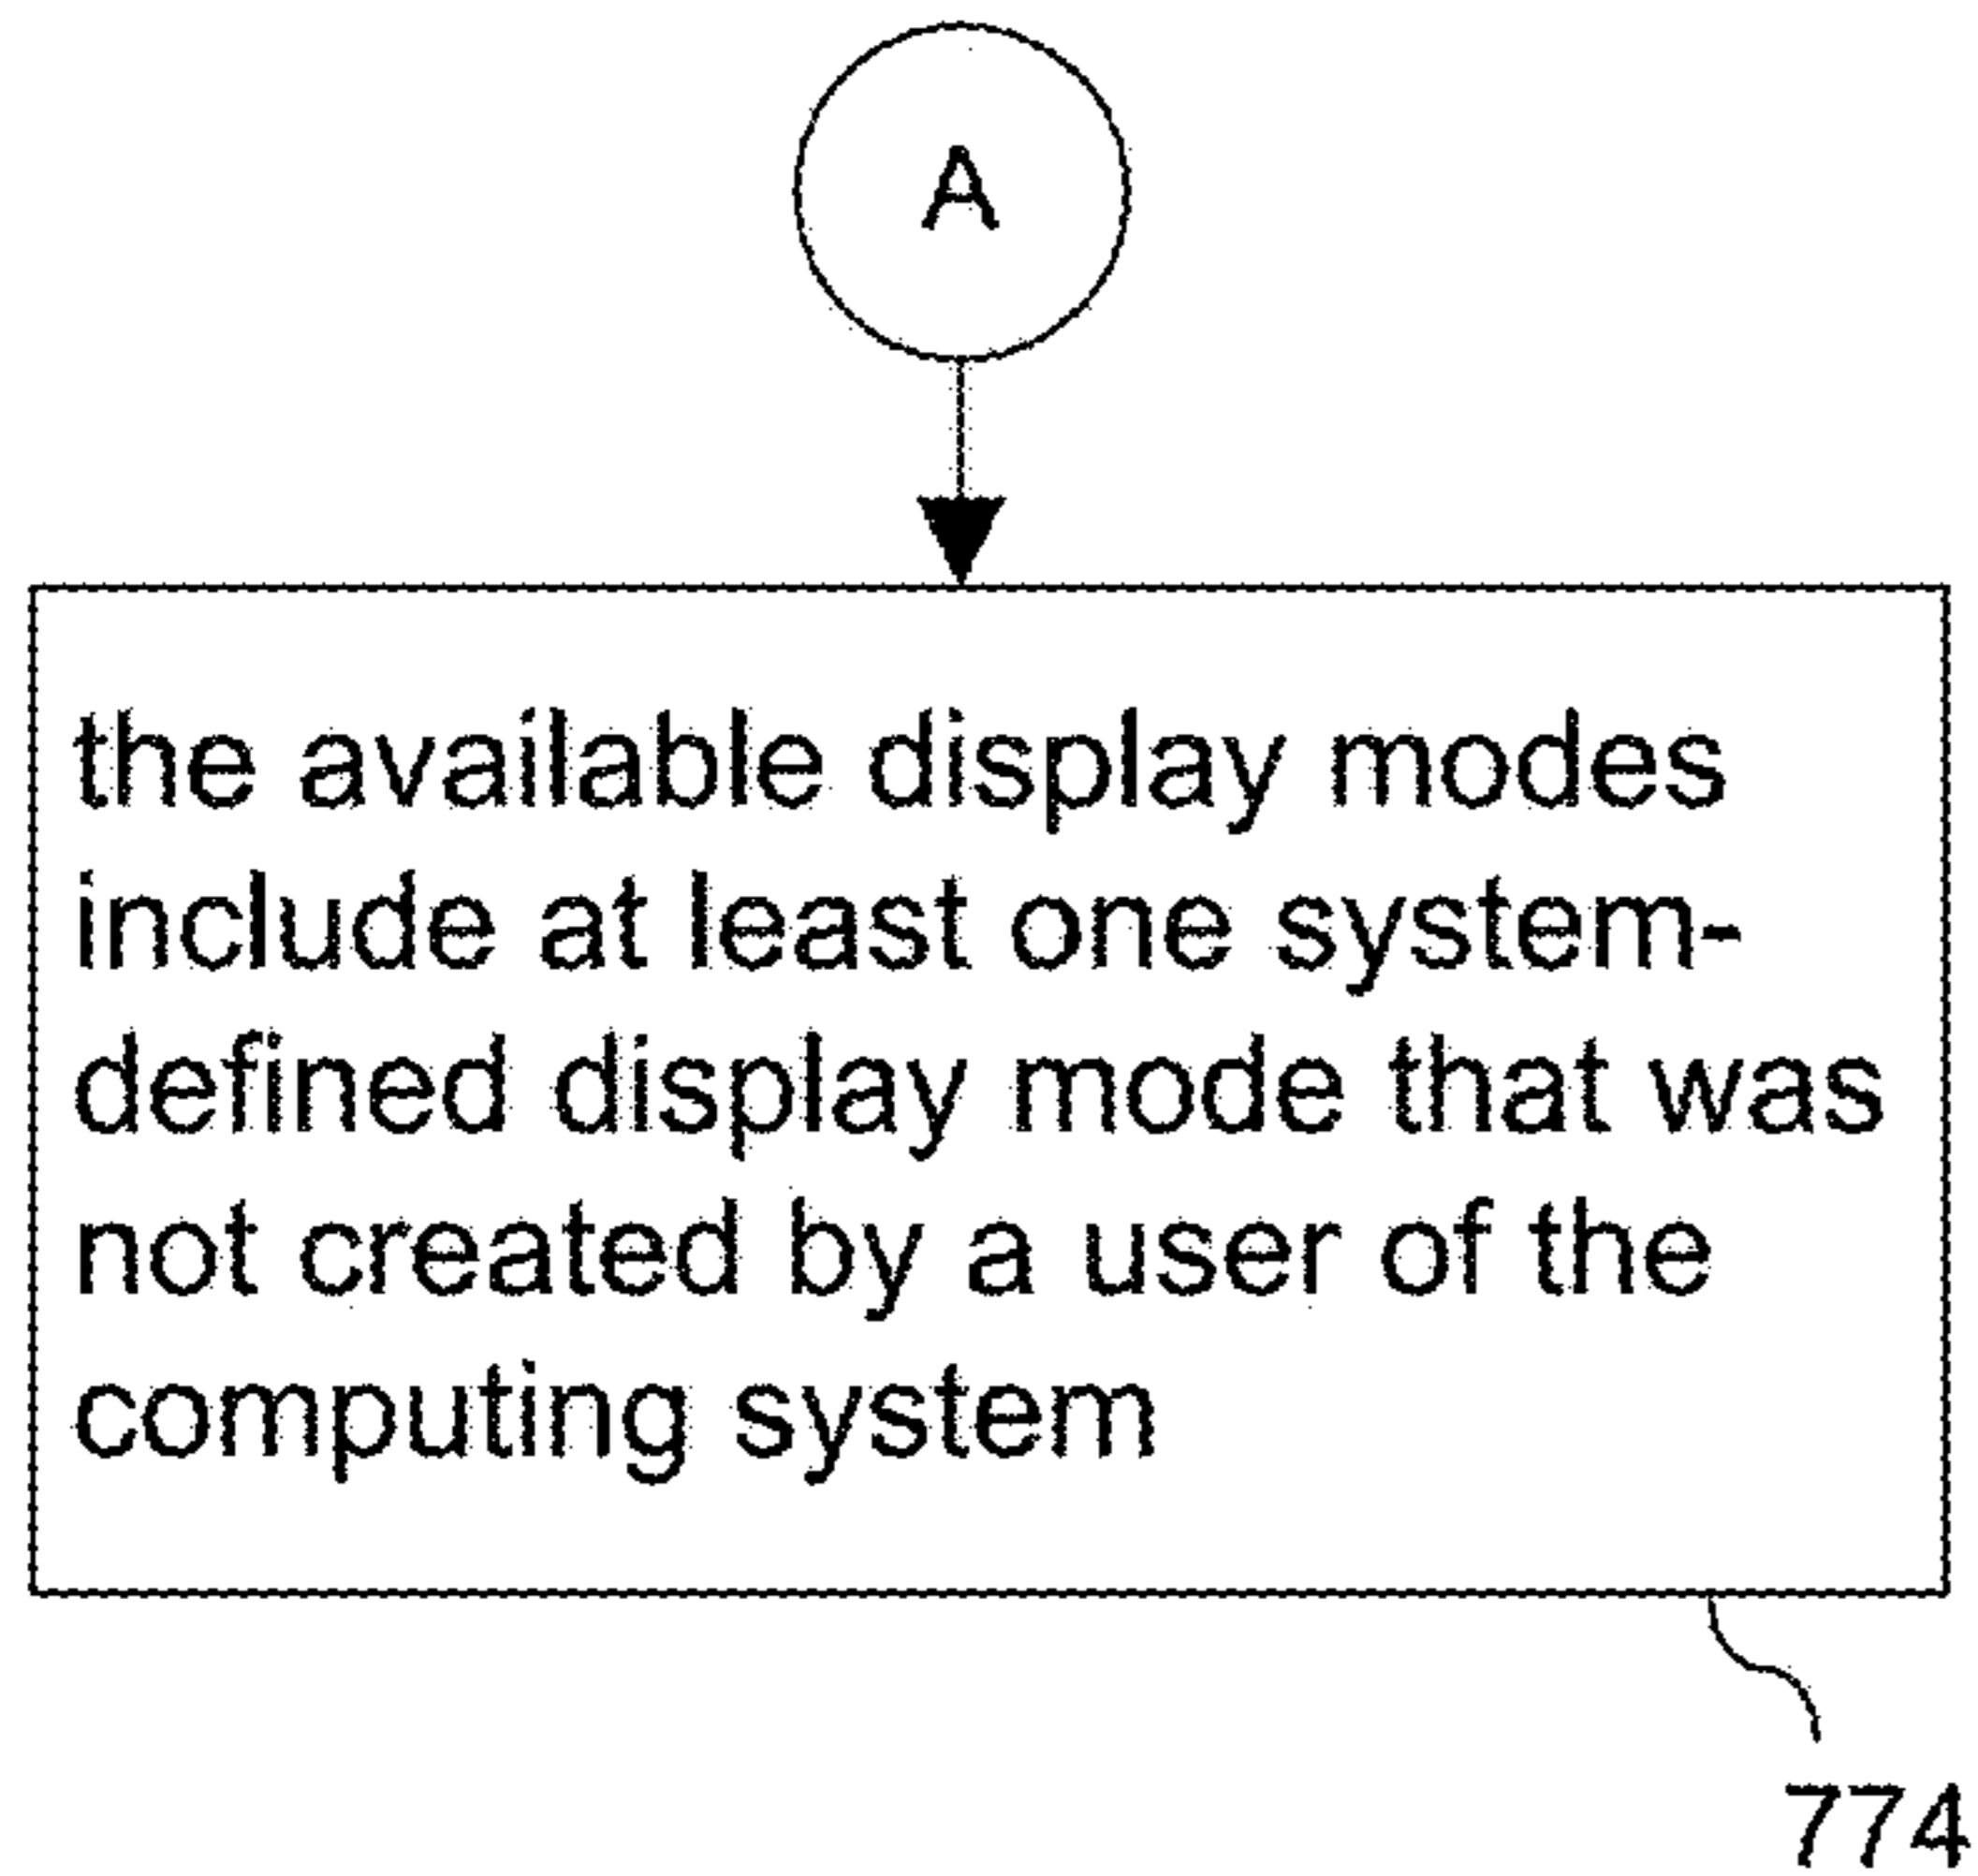 A
the available display modes
include at least one system-
defined display mode that was
not created by a user of the
computing system
774